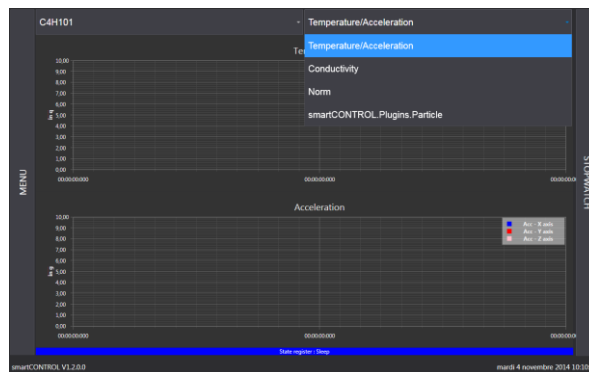 C4H101
Temperature/Acceleration
Temperature/Acceleration
Conductivity
Norm
smartCONTROL.Plugins.Particle
Te
10,00
9,00
8,00
7,00
6,00
5,00
4,00
3,00
2,00
1,00
0,00
in g
00:00:00:000
00:00:00:000
00:00:00:0
MENU
STOPWATCH
Acceleration
10,00
9,00
8,00
7,00
6,00
5,00
4,00
3,00
2,00
1,00
0,00
in g
Acc - X axis
Acc - Y axis
Acc - Z axis
00:00:00:000
00:00:00:000
00:00:00:0
State register : Sleep
smartCONTROL V1.2.0.0
mardi 4 novembre 2014 10:10